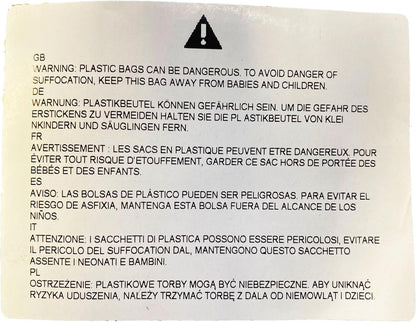 GB
WARNING: PLASTIC BAGS CAN BE DANGEROUS. TO AVOID DANGER OF
SUFFOCATION, KEEP THIS BAG AWAY FROM BABIES AND CHILDREN.
DE
WARNUNG: PLASTIKBEUTEL KÖNNEN GEFÄHRLICH SEIN. UM DIE GEFAHR DES
ERSTICKENS ZU VERMEIDEN HALTEN SIE DIE PL ASTIKBEUTEL VON KLEI
NKINDERN UND SÄUGLINGEN FERN.
FR
AVERTISSEMENT : LES SACS EN PLASTIQUE PEUVENT ETRE DANGEREUX. POUR
ÉVITER TOUT RISQUE D'ETOUFFEMENT, GARDER CE SAC HORS DE PORTÉE DES
BÉBÉS ET DES ENFANTS.
ES
AVISO: LAS BOLSAS DE PLÁSTICO PUEDEN SER PELIGROSAS. PARA EVITAR EL
RIESGO DE ASFIXIA, MANTENGA ESTA BOLSA FUERA DEL ALCANCE DE LOS
NIÑOS.
IT
ATTENZIONE: I SACCHETTI DI PLASTICA POSSONO ESSERE PERICOLOSI, EVITARE
IL PERICOLO DEL SUFFOCATION DAL, MANTENGONO QUESTO SACCHETTO
ASSENTE I NEONATI E BAMBINI.
PL
OSTRZEŻENIE: PLASTIKOWE TORBY MOGĄ BYĆ NIEBEZPIECZNE. ABY UNIKNĄĆ
RYZYKA UDUSZENIA, NALEŻY TRZYMAĆ TORBĘ Z DALA OD NIEMOWLĄT I DZIECI.